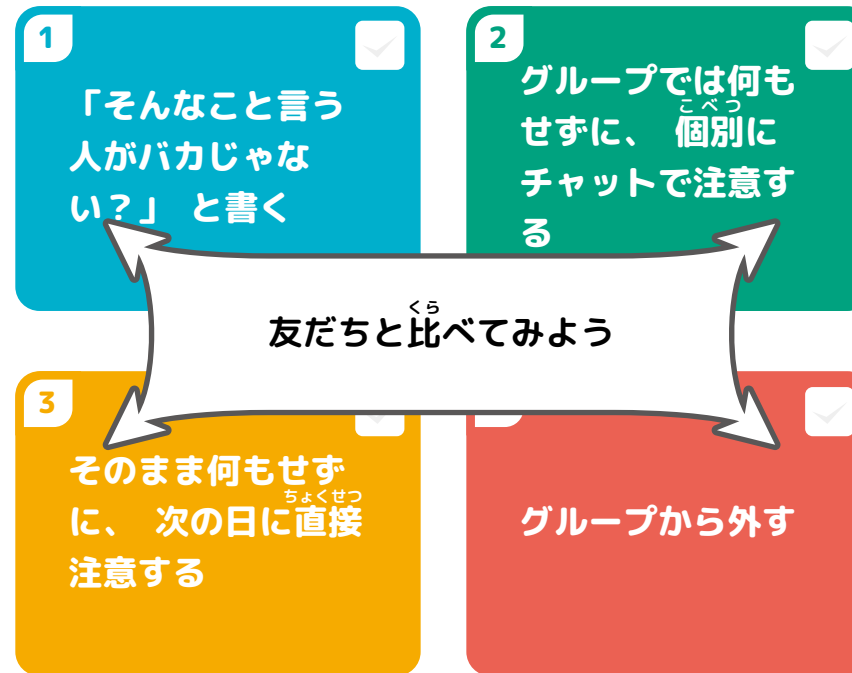 1
「そんなこと言う
人がバカじゃな
い？」 と書く
2
グループでは何も
こべつ
せずに、 個別に
チャットで注意す
る
くら
友だちと比べてみよう
3
そのまま何もせず
ちょくせつ
に、 次の日に直接
注意する
グループから外す